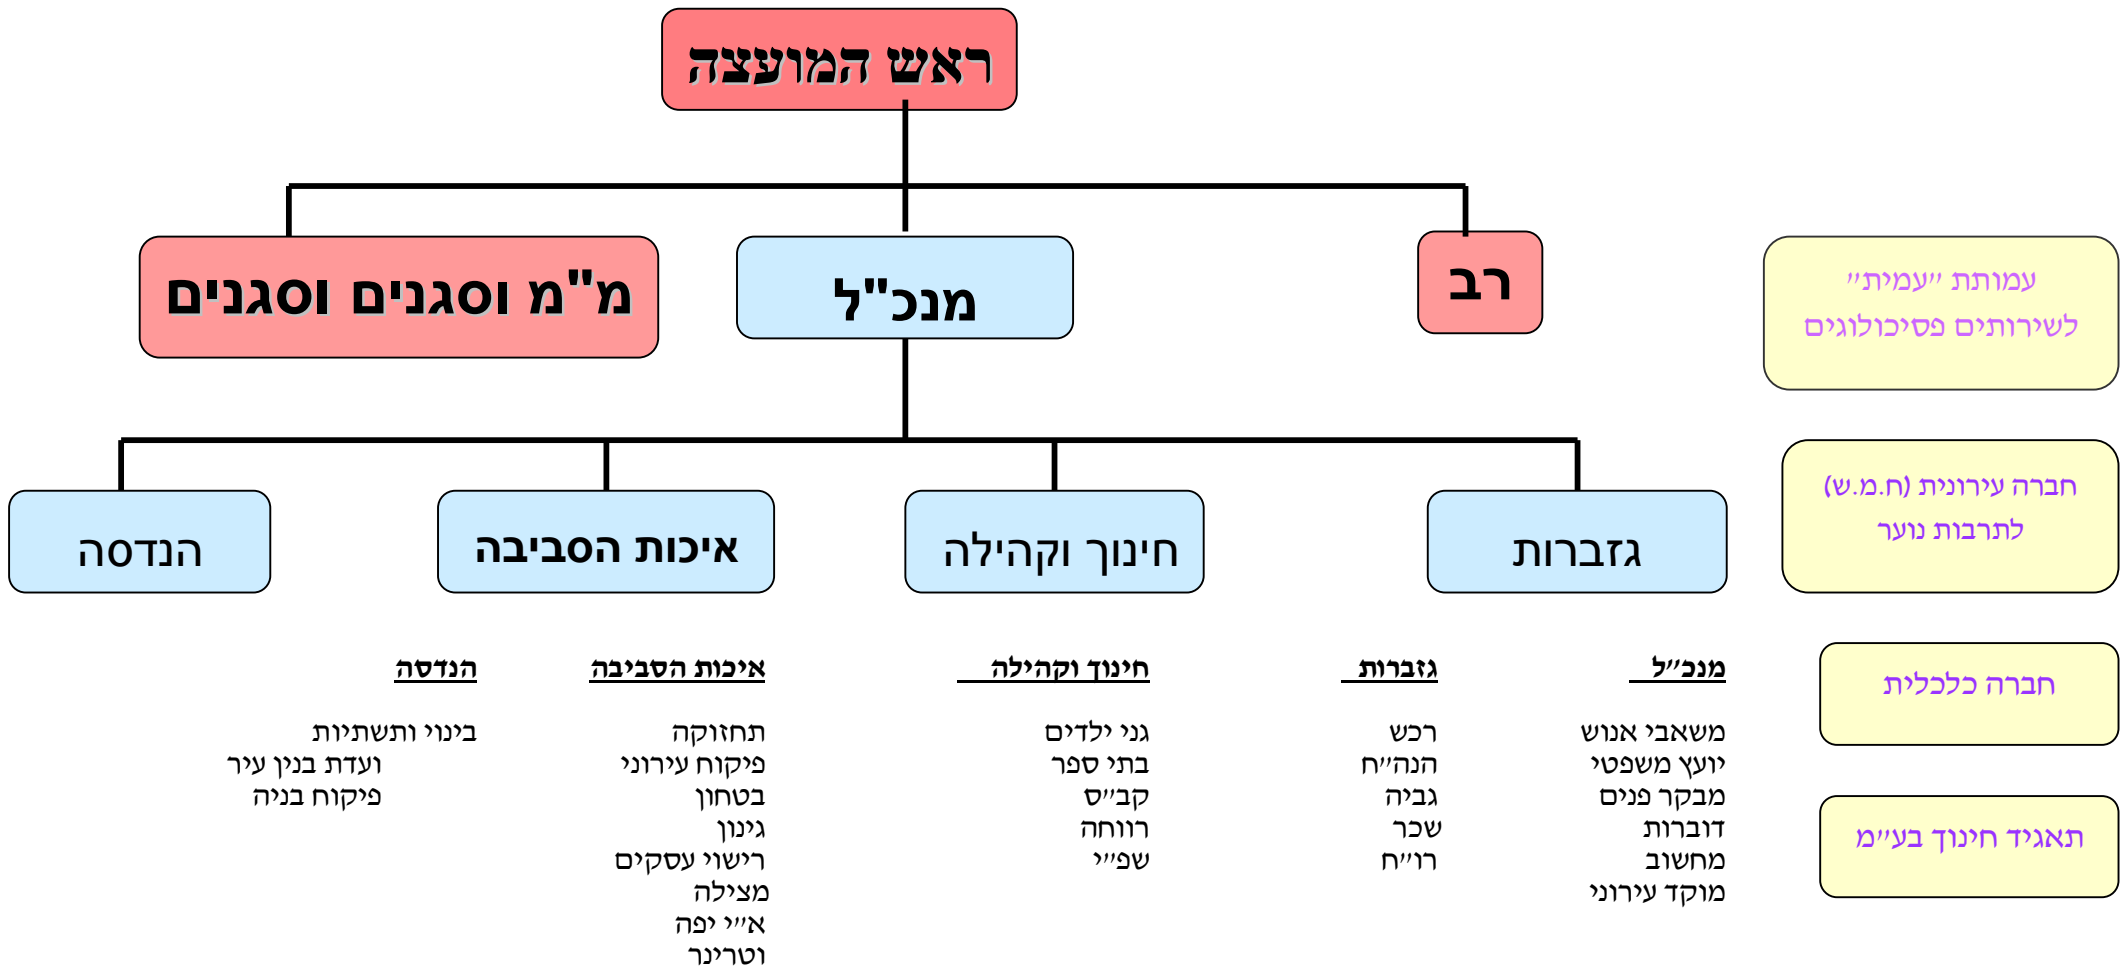 ראש המועצה
רב
מנכ"ל
מ"מ וסגנים וסגנים
עמותת ״עמית״
לשירותים פסיכולוגים
חברה עירונית (ח.מ.ש)
לתרבות נוער
חברה כלכלית
תאגיד חינוך בע״מ
גזברות
חינוך וקהילה
איכות הסביבה
הנדסה
מנכ״ל
משאבי אנוש
יועץ משפטי
מבקר פנים
דוברות
מחשוב
מוקד עירוני
גזברות
רכש
הנה״ח
גביה
שכר
רו״ח
חינוך וקהילה
גני ילדים
בתי ספר
קב״ס
רווחה
שפ״י
איכות הסביבה
תחזוקה
פיקוח עירוני
בטחון
גינון
רישוי עסקים
מצילה
א״י יפה
וטרינר
הנדסה
בינוי ותשתיות
ועדת בנין עיר
פיקוח בניה